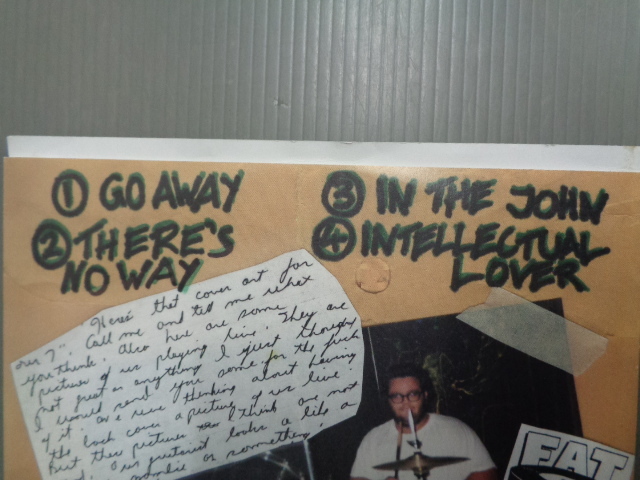 ① GO AWAY
② THERE'S
NO WAY
③ IN THE JOHN
④ INTELLECTUAL
LOVER
Here's that cover art for
our 7". Call me and tell me what
you think. Also here are some
pictures of us playing live. They are
not great or anything I just thought
I would send you some for the fuck
of it. we were thinking about having
the back cover a picture of us live
but these pictures think are not
our guitarist looks a like a
zombie or something.
FAT